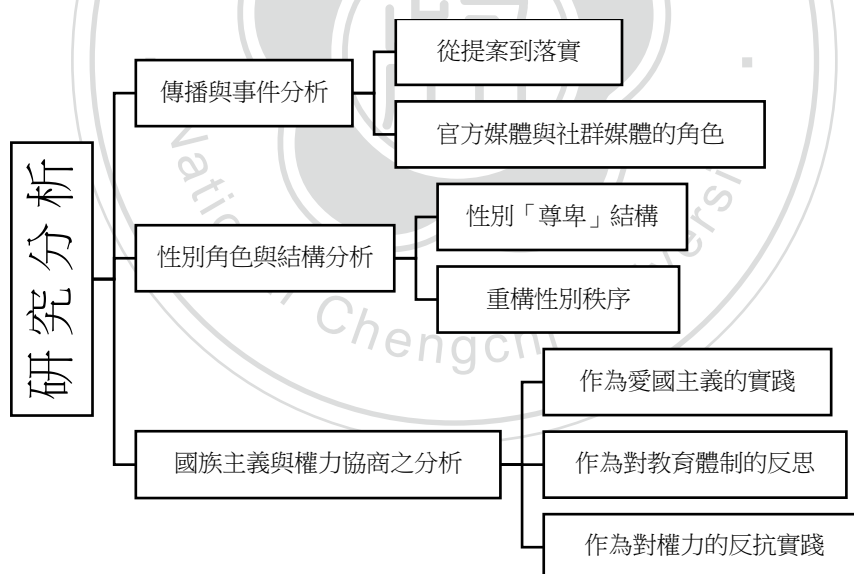 研究分析
傳播與事件分析
從提案到落實
官方媒體與社群媒體的角色
性別角色與結構分析
性別「尊卑」結構
重構性別秩序
國族主義與權力協商之分析
作為愛國主義的實踐
作為對教育體制的反思
作為對權力的反抗實踐
Chengchi